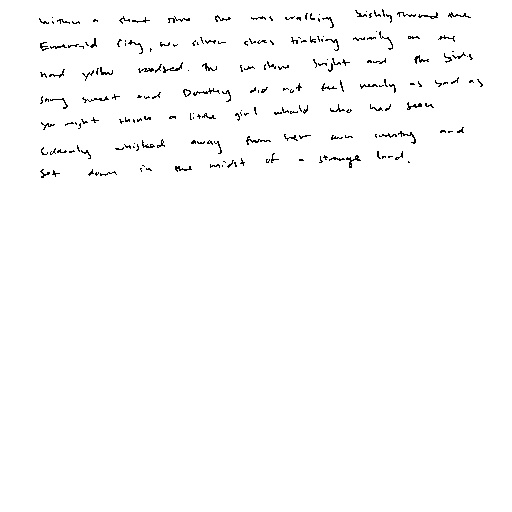 within a short time she was walking briskly toward the
Emerald City, her silver shoes tinkling merrily on the
hard yellow roadbed. The sun shone bright and the birds
sang sweet and Dorothy did not feel nearly as bad as
you might think a little girl would who had been
suddenly whisked away from her own country and
set down in the midst of a strange land.